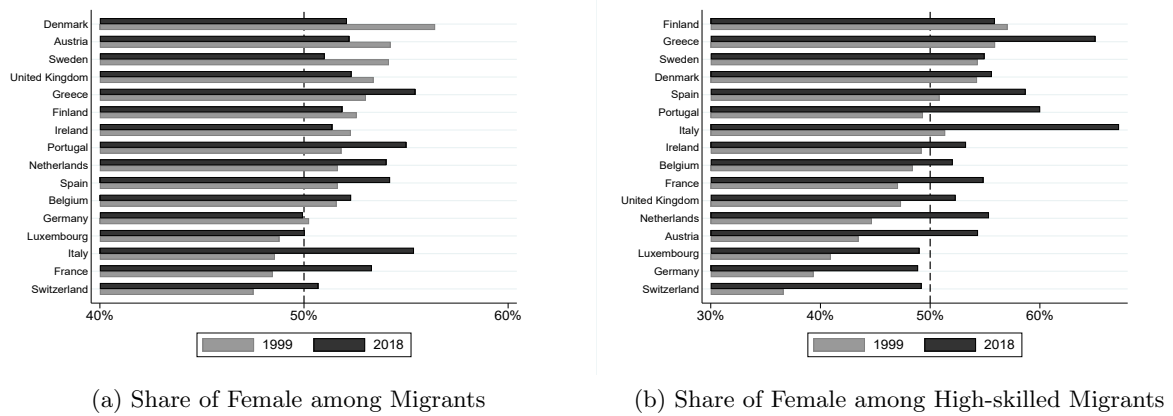 Denmark
Austria
Sweden
United Kingdom
Greece
Finland
Ireland
Portugal
Netherlands
Spain
Belgium
Germany
Luxembourg
Italy
France
Switzerland
40% 50% 60%
1999 2018
(a) Share of Female among Migrants
Finland
Greece
Sweden
Denmark
Spain
Portugal
Italy
Ireland
Belgium
France
United Kingdom
Netherlands
Austria
Luxembourg
Germany
Switzerland
30% 40% 50% 60%
1999 2018
(b) Share of Female among High-skilled Migrants